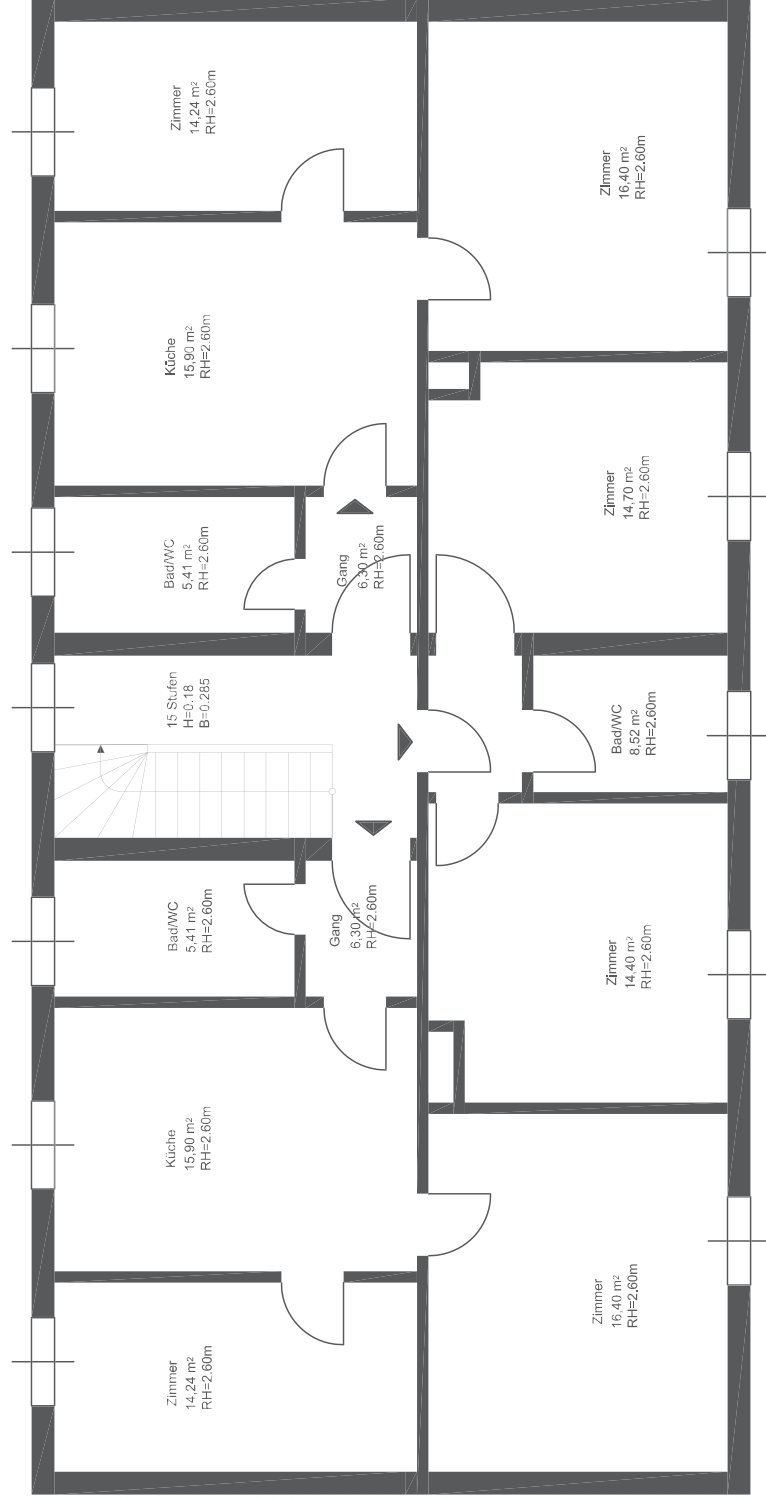 Zimmer
14,24 m²
RH=2.60m
Zimmer
16,40 m²
RH=2.60m
Küche
15,90 m²
RH=2.60m
Zimmer
14,70 m²
RH=2.60m
Bad/WC
5,41 m²
RH=2.60m
Gang
6,30 m²
RH=2.60m
15 Stufen
H=0.18
B=0.285
Bad/WC
8,52 m²
RH=2.60m
Bad/WC
5,41 m²
RH=2.60m
Gang
6,30 m²
RH=2.60m
Zimmer
14,40 m²
RH=2.60m
Küche
15,90 m²
RH=2.60m
Zimmer
16,40 m²
RH=2.60m
Zimmer
14,24 m²
RH=2.60m